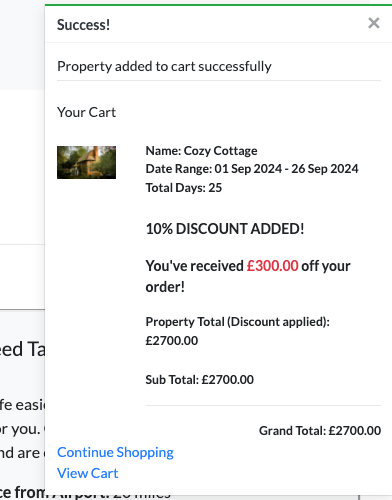 Success!
×
Property added to cart successfully
Your Cart
Name: Cozy Cottage
Date Range: 01 Sep 2024 - 26 Sep 2024
Total Days: 25
10% DISCOUNT ADDED!
You've received £300.00 off your
order!
Property Total (Discount applied):
£2700.00
Sub Total: £2700.00
Grand Total: £2700.00
Continue Shopping
View Cart
eed Ta
fe easi
or you.
nd are
ce from Airport: 20 miles